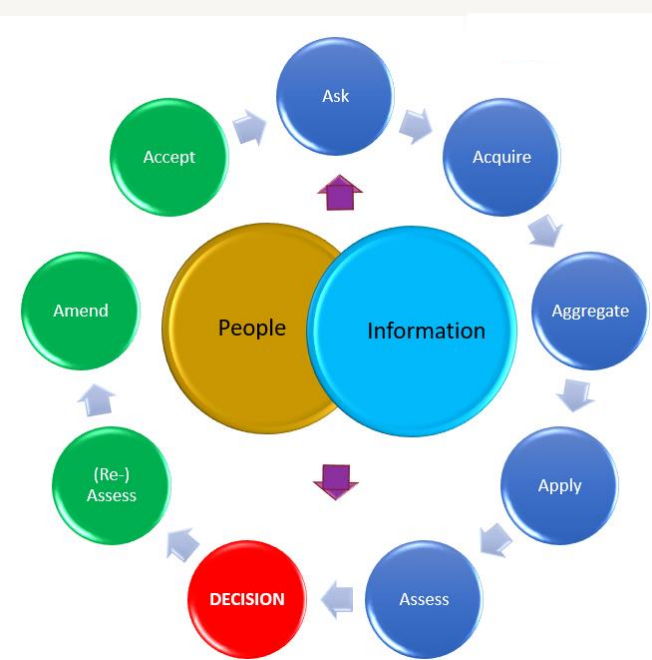 Ask
Accept
Acquire
Amend
Aggregate
People
Information
(Re-)
Assess
Apply
DECISION
Assess